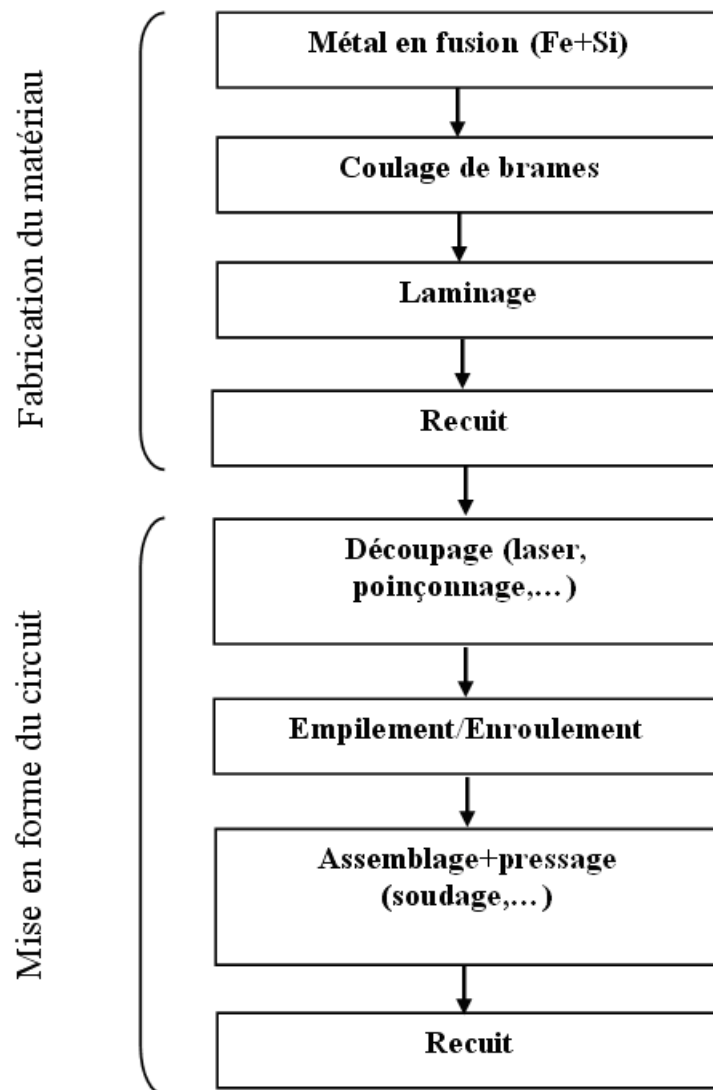 Fabrication du matériau
Métal en fusion (Fe+Si)
Coulage de brames
Laminage
Recuit
Mise en forme du circuit
Découpage (laser,
poinçonnage,…)
Empilement/Enroulement
Assemblage+pressage
(soudage,…)
Recuit